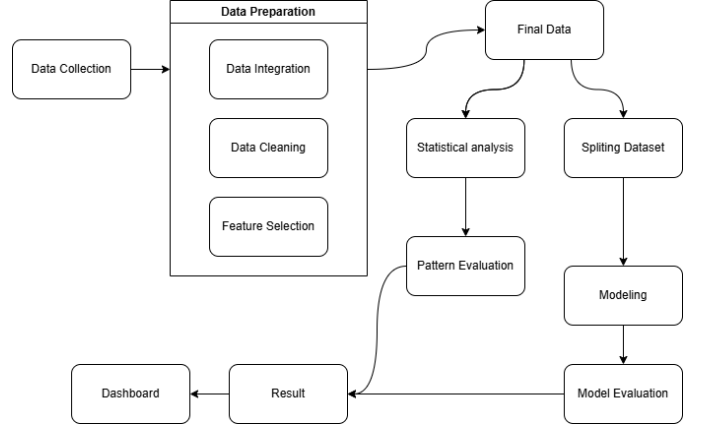 Data Preparation
Data Collection
Data Integration
Data Cleaning
Feature Selection
Final Data
Statistical analysis
Spliting Dataset
Pattern Evaluation
Modeling
Model Evaluation
Result
Dashboard